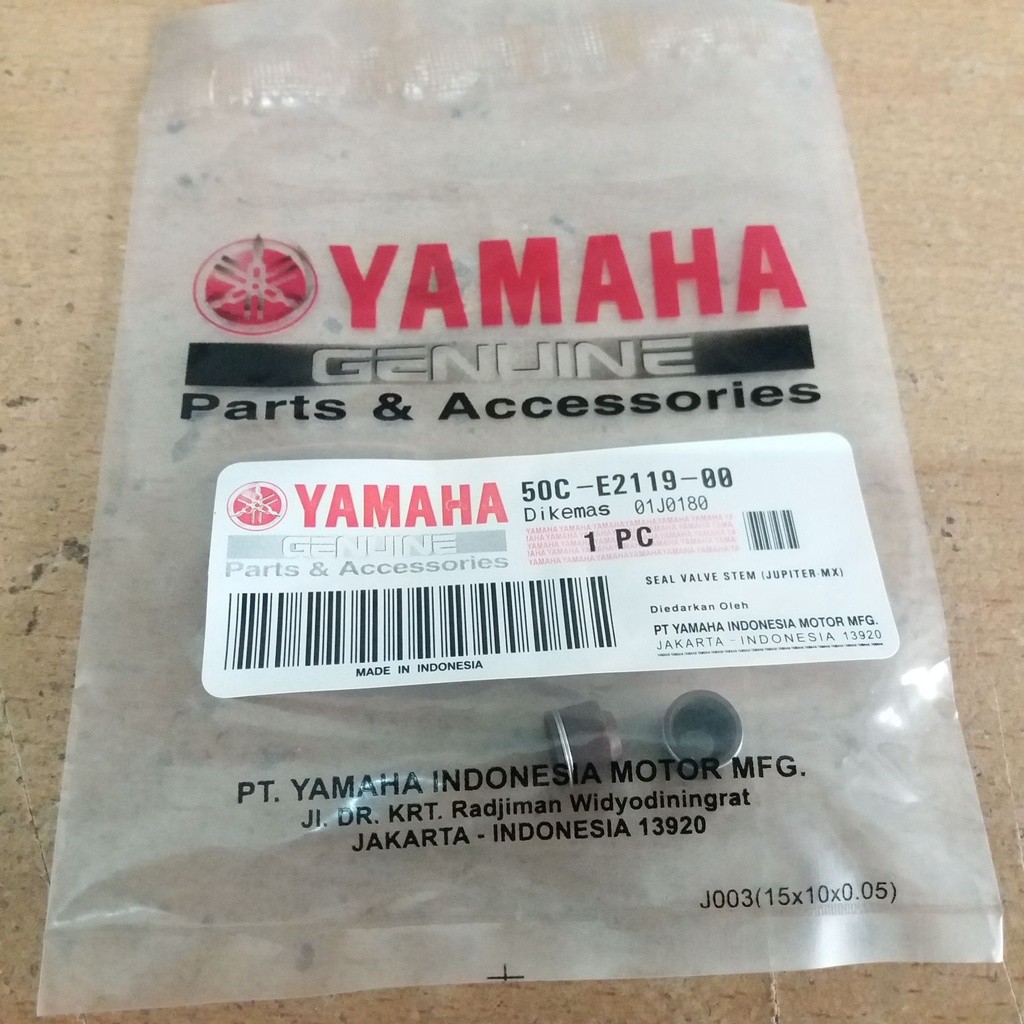 YAMAHA
GENUINE
Parts & Accessories
YAMAHA
GENUINE
Parts & Accessories
50C-E2119-00
Dikemas 01J0180
1 PC
SEAL VALVE STEM (JUPITER MX)
Diedarkan Oleh
PT YAMAHA INDONESIA MOTOR MFG.
JAKARTA - INDONESIA 13920
MADE IN INDONESIA
PT. YAMAHA INDONESIA MOTOR MFG.
Jl. DR. KRT. Radjiman Widyodiningrat
JAKARTA - INDONESIA 13920
J003(15x10x0.05)